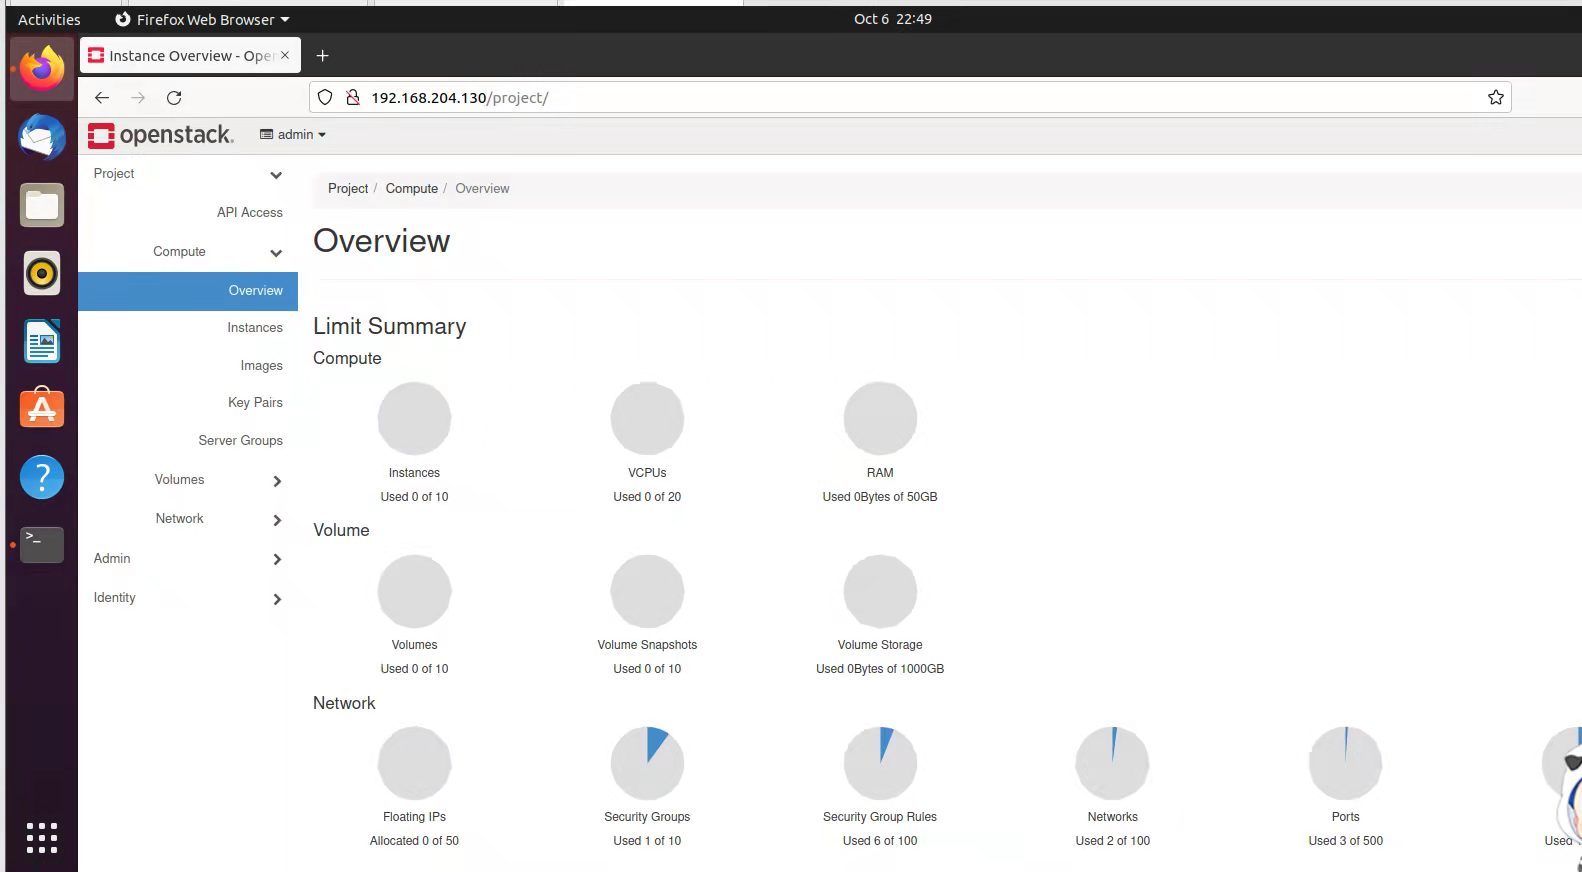 Activities
Firefox Web Browser
Oct 6 22:49
Instance Overview - Ope
192.168.204.130/project/
openstack.
admin
Project
API Access
Compute
Overview
Instances
Images
Key Pairs
Server Groups
Volumes
Network
Admin
Identity
Project / Compute / Overview
Overview
Limit Summary
Compute
Instances
Used 0 of 10
VCPUs
Used 0 of 20
RAM
Used 0Bytes of 50GB
Volume
Volumes
Used 0 of 10
Volume Snapshots
Used 0 of 10
Volume Storage
Used 0Bytes of 1000GB
Network
Floating IPs
Allocated 0 of 50
Security Groups
Used 1 of 10
Security Group Rules
Used 6 of 100
Networks
Used 2 of 100
Ports
Used 3 of 500
Used